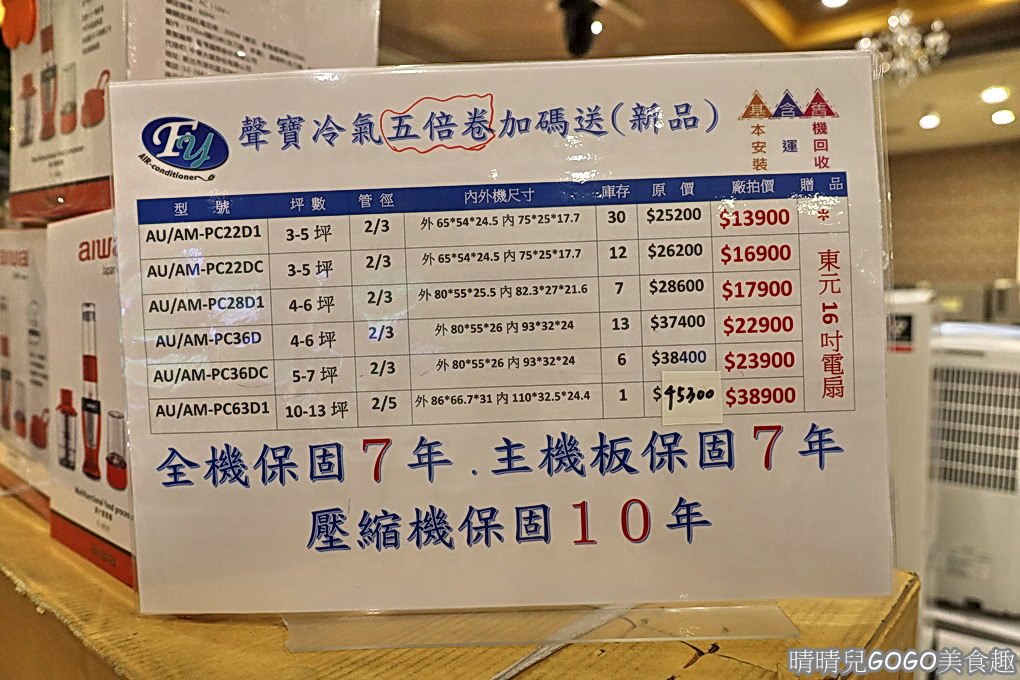 聲寶冷氣五倍卷加碼送(新品)
基本安裝
含運
舊機回收
FY
AIR-conditioner
型 號 坪 數 管 徑 內外機尺寸 庫存 原 價 廠拍價 贈 品
AU/AM-PC22D1 3-5 坪 2/3 外 65*54*24.5 內 75*25*17.7 30 $25200 $13900 *
AU/AM-PC22DC 3-5 坪 2/3 外 65*54*24.5 內 75*25*17.7 12 $26200 $16900
AU/AM-PC28D1 4-6 坪 2/3 外 80*55*25.5 內 82.3*27*21.6 7 $28600 $17900
AU/AM-PC36D 4-6 坪 2/3 外 80*55*26 內 93*32*24 13 $37400 $22900
AU/AM-PC36DC 5-7 坪 2/3 外 80*55*26 內 93*32*24 6 $38400 $23900
AU/AM-PC63D1 10-13 坪 2/5 外 86*66.7*31 內 110*32.5*24.4 1 $45300 $38900
東元 16 吋電扇
全機保固7年.主機板保固7年
壓縮機保固10年
aiwa
aiwa
Multifunctional food proces
aiwa
晴晴兒GOGO美食趣